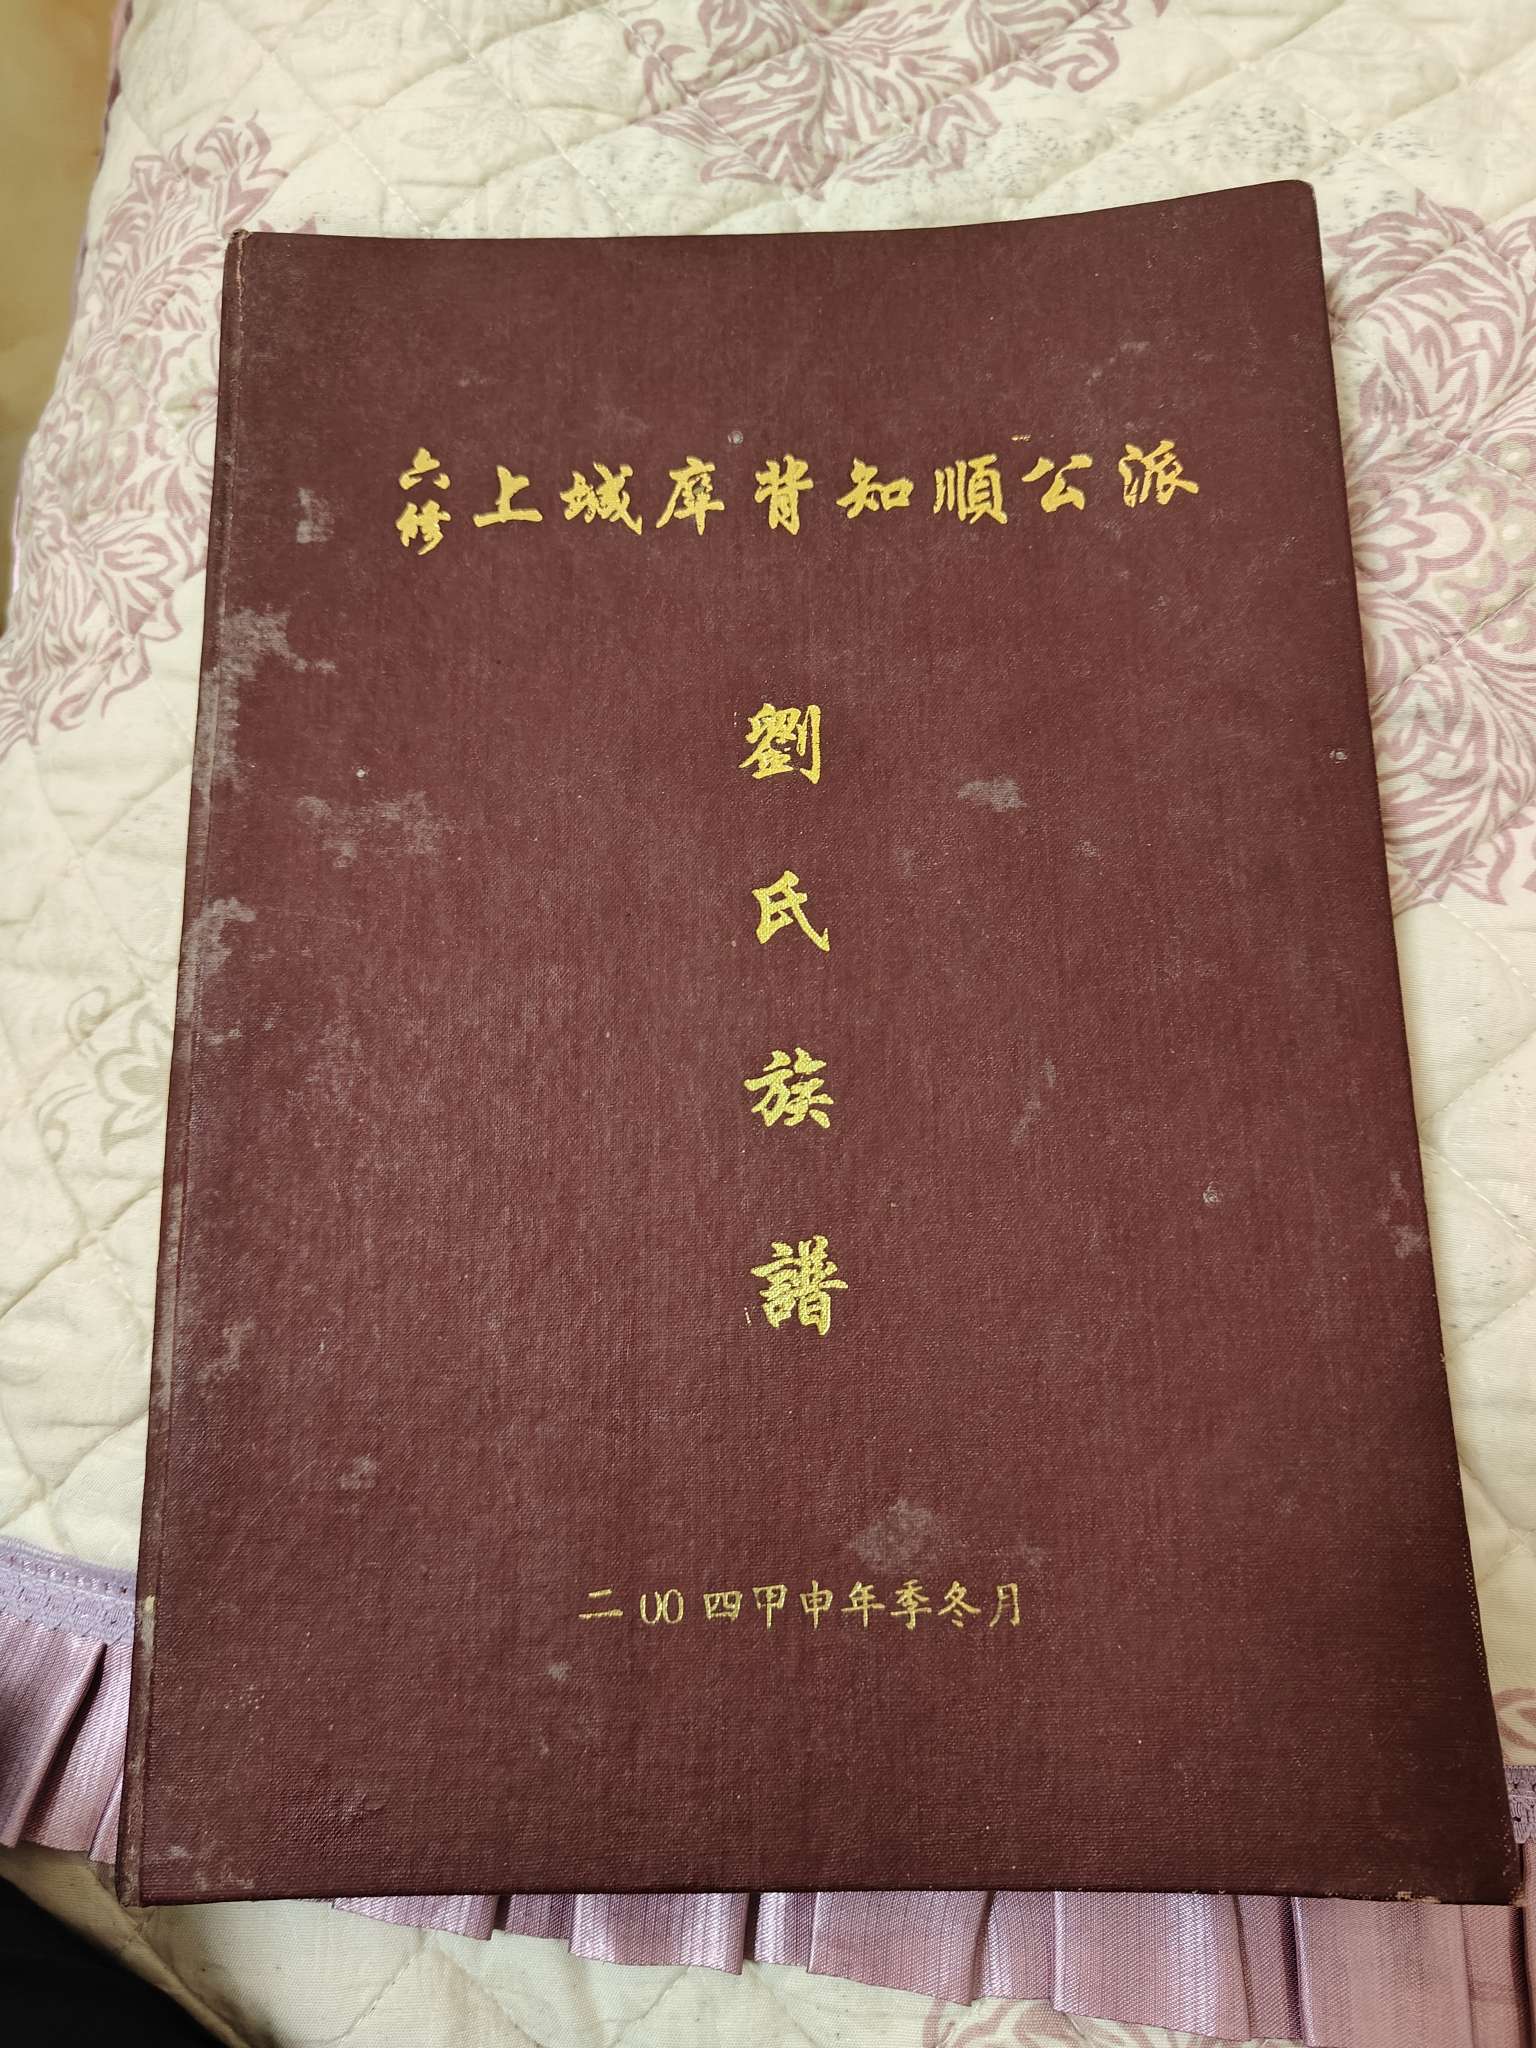 六修上城庠背知順公派
劉
氏
族
譜
二00四甲申年季冬月